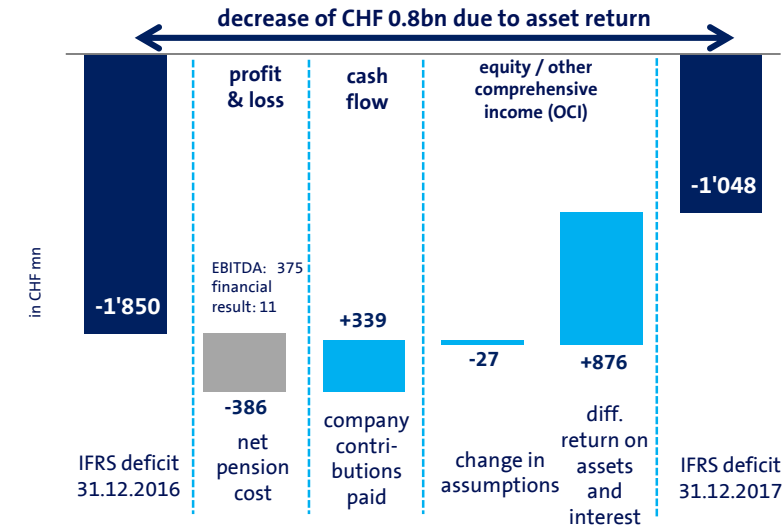 decrease of CHF 0.8bn due to asset return
profit
& loss
cash
flow
equity / other
comprehensive
income (OCI)
in CHF mn
-1'850
EBITDA: 375
financial
result: 11
-386
+339
-27
+876
-1'048
IFRS deficit
31.12.2016
net
pension
cost
company
contri-
butions
paid
change in
assumptions
diff.
return on
assets
and
interest
IFRS deficit
31.12.2017